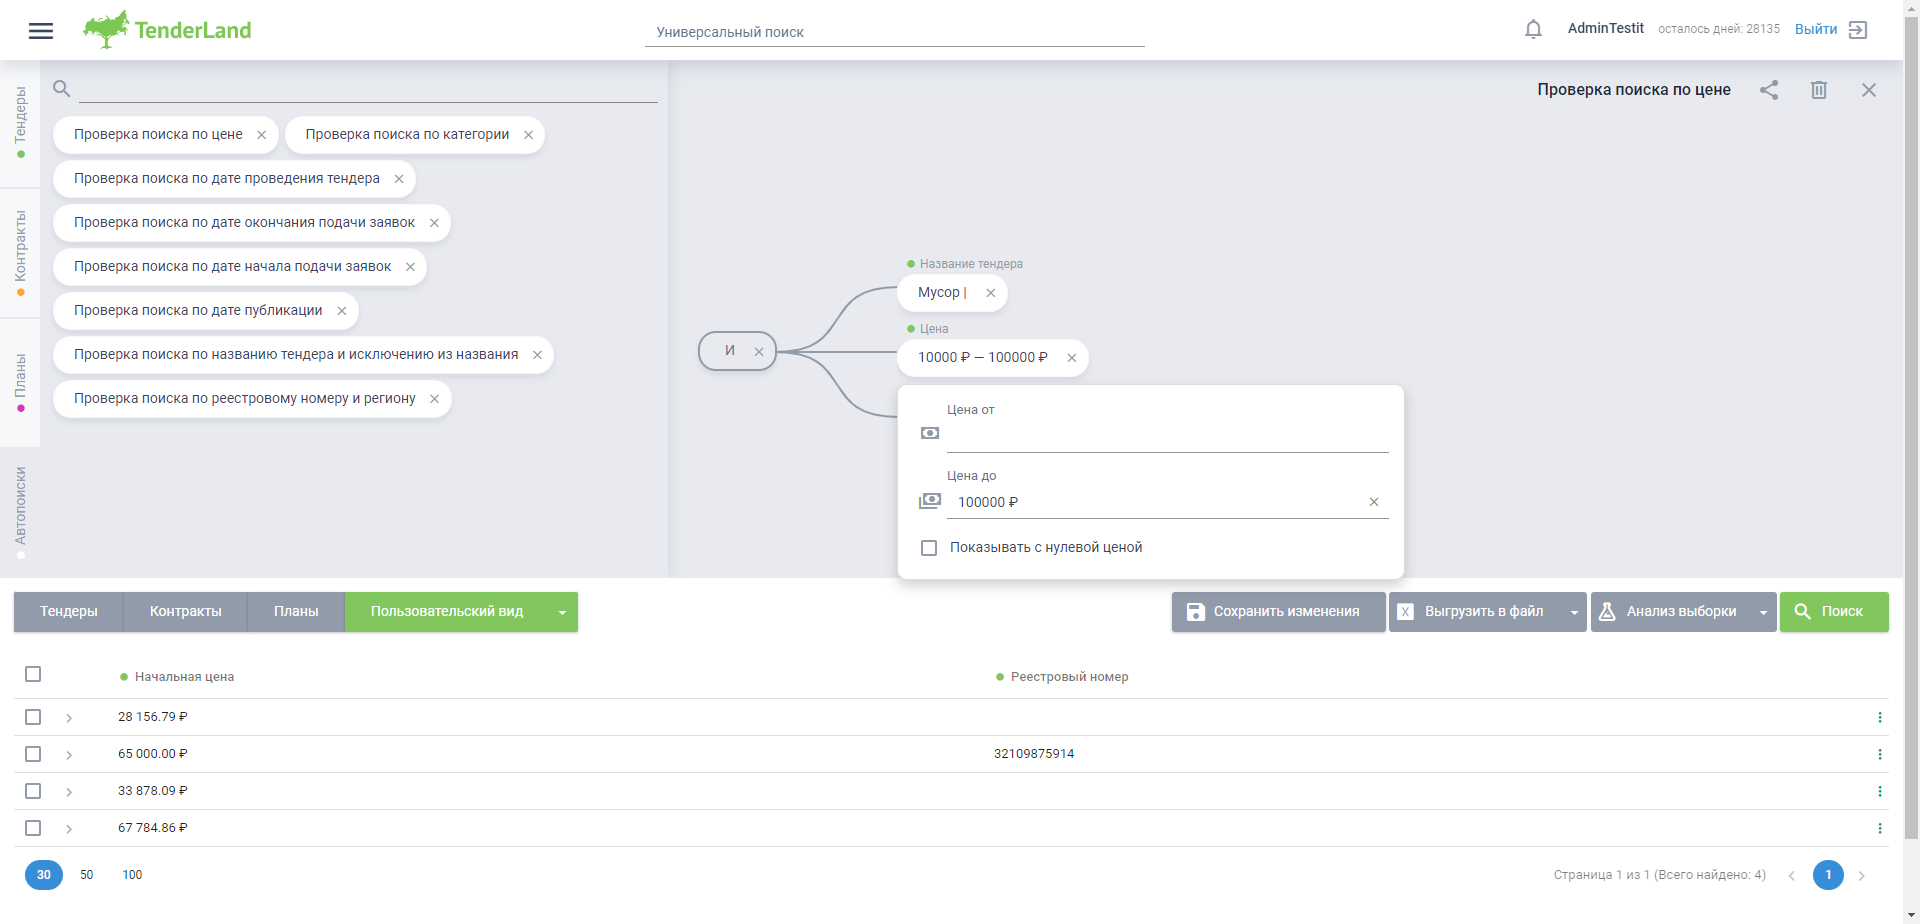 TenderLand
Универсальный поиск
AdminTestit
осталось дней: 28135
Выйти
Тендеры
Контракты
Планы
Автопоиски
Проверка поиска по цене
Проверка поиска по категории
Проверка поиска по дате проведения тендера
Проверка поиска по дате окончания подачи заявок
Проверка поиска по дате начала подачи заявок
Проверка поиска по дате публикации
Проверка поиска по названию тендера и исключению из названия
Проверка поиска по реестровому номеру и региону
Проверка поиска по цене
И
Название тендера
Мусор |
Цена
10000 ₽ — 100000 ₽
Цена от
Цена до
100000 ₽
Показывать с нулевой ценой
Тендеры
Контракты
Планы
Пользовательский вид
Сохранить изменения
Выгрузить в файл
Анализ выборки
Поиск
Начальная цена
Реестровый номер
28 156.79 ₽
65 000.00 ₽
32109875914
33 878.09 ₽
67 784.86 ₽
30
50
100
Страница 1 из 1 (Всего найдено: 4)
1